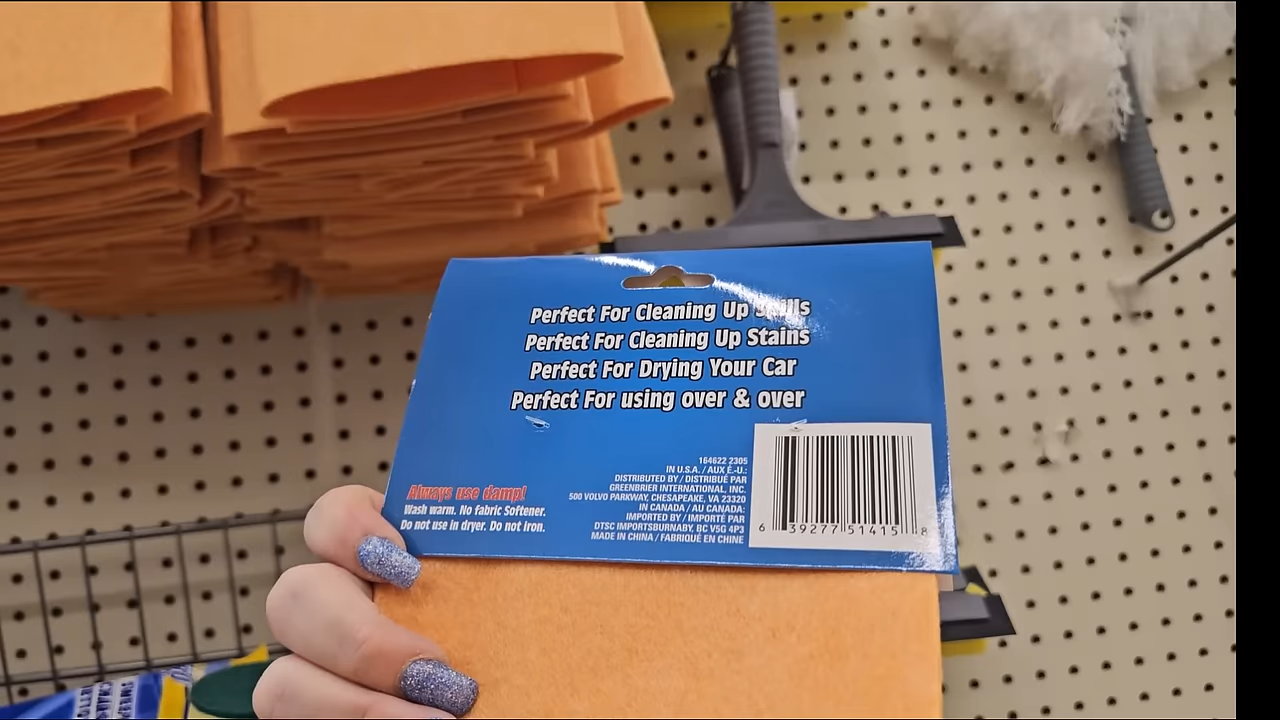 Perfect For Cleaning Up Spills
Perfect For Cleaning Up Stains
Perfect For Drying Your Car
Perfect For using over & over
Always use damp!
Wash warm. No fabric Softener.
Do not use in dryer. Do not iron.
164622 2305
IN U.S.A. / AUX É.-U.:
DISTRIBUTED BY / DISTRIBUÉ PAR
GREENBRIER INTERNATIONAL, INC.
500 VOLVO PARKWAY, CHESAPEAKE, VA 23320
IN CANADA / AU CANADA:
IMPORTED BY / IMPORTÉ PAR
DTSC IMPORTSBURNABY, BC V5G 4P3
MADE IN CHINA / FABRIQUÉ EN CHINE
6 39277 51415 8